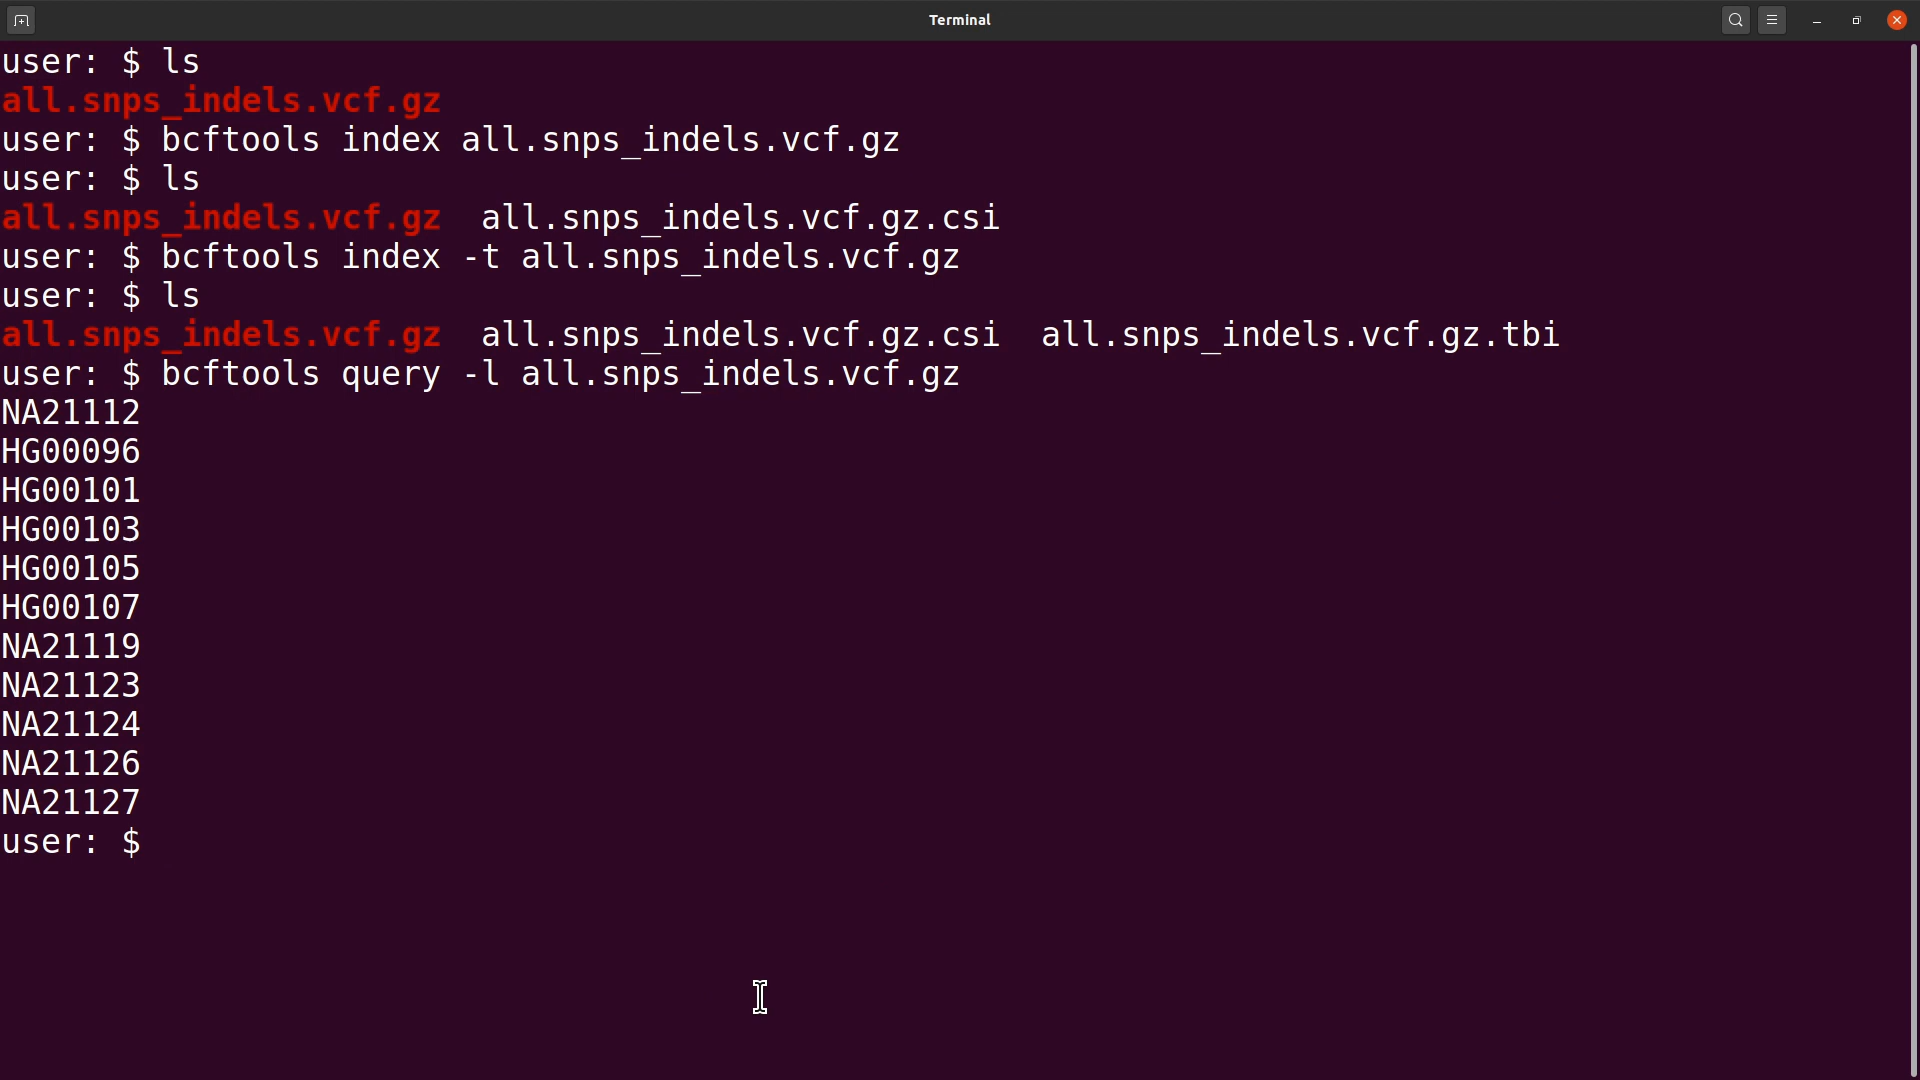 Terminal
user: $ ls
all.snps_indels.vcf.gz
user: $ bcftools index all.snps_indels.vcf.gz
user: $ ls
all.snps_indels.vcf.gz  all.snps_indels.vcf.gz.csi
user: $ bcftools index -t all.snps_indels.vcf.gz
user: $ ls
all.snps_indels.vcf.gz  all.snps_indels.vcf.gz.csi  all.snps_indels.vcf.gz.tbi
user: $ bcftools query -l all.snps_indels.vcf.gz
NA21112
HG00096
HG00101
HG00103
HG00105
HG00107
NA21119
NA21123
NA21124
NA21126
NA21127
user: $